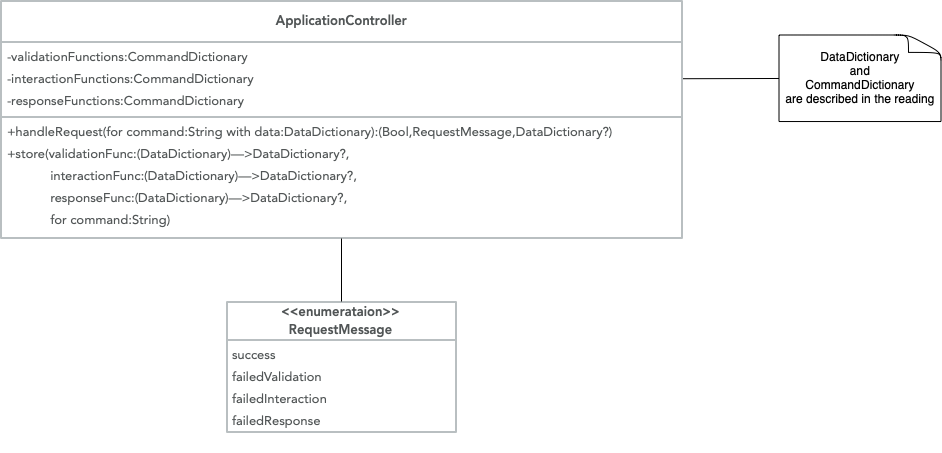 ApplicationController
-validationFunctions:CommandDictionary
-interactionFunctions:CommandDictionary
-responseFunctions:CommandDictionary
+handleRequest(for command:String with data:DataDictionary):(Bool,RequestMessage,DataDictionary?)
+store(validationFunc:(DataDictionary)—>DataDictionary?,
interactionFunc:(DataDictionary)—>DataDictionary?,
responseFunc:(DataDictionary)—>DataDictionary?,
for command:String)
DataDictionary
and
CommandDictionary
are described in the reading
<<enumerataion>>
RequestMessage
success
failedValidation
failedInteraction
failedResponse